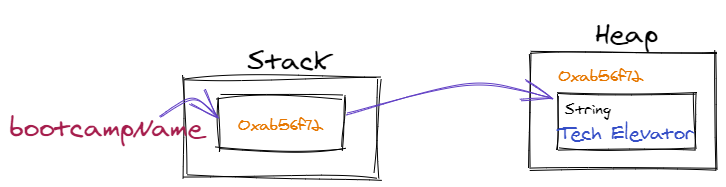 Stack
Heap
bootcampName
0xab56f72
0xab56f72
String
Tech Elevator